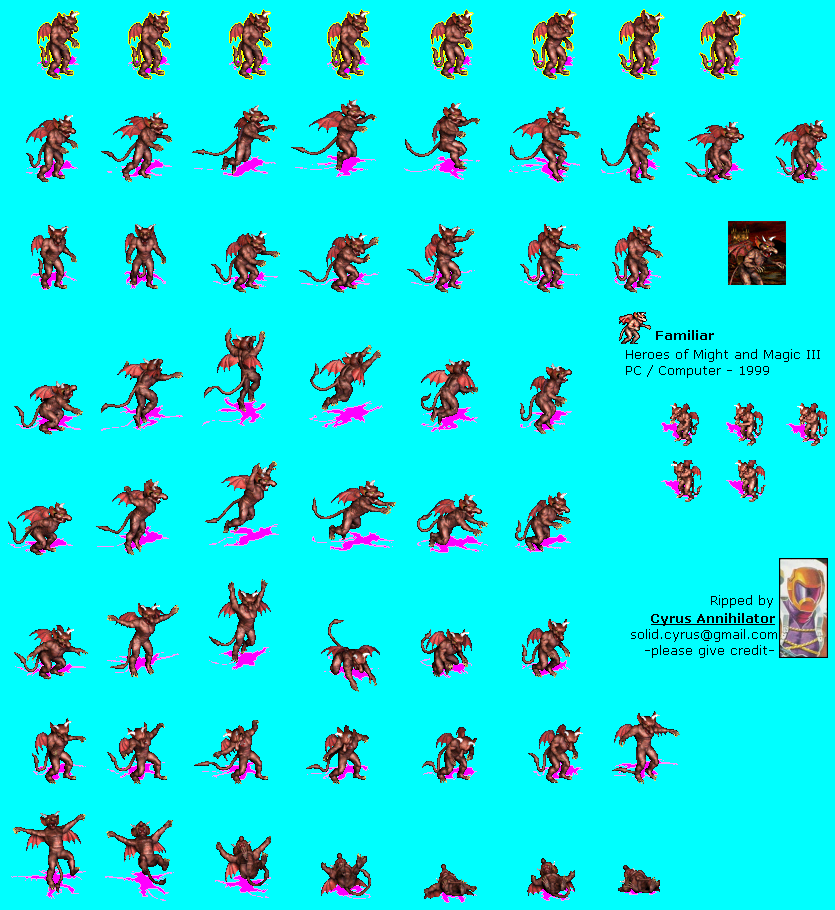 Familiar
Heroes of Might and Magic III
PC / Computer - 1999
Ripped by
Cyrus Annihilator
solid.cyrus@gmail.com
-please give credit-